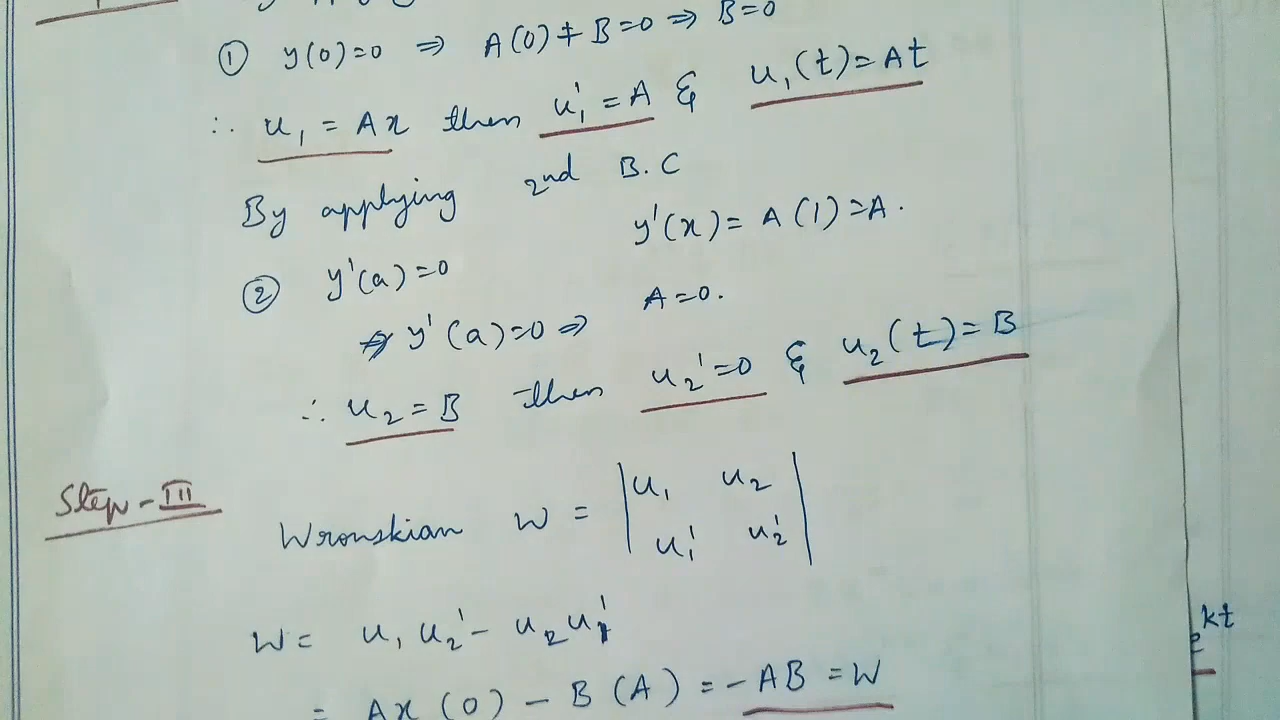 ① y(0)=0 ⇒ A(0)+B=0 ⇒ B=0
∴ u₁ = Ax then u₁' = A & u₁(t)=At
By applying 2nd B.C
y'(x)= A(1)=A.
② y'(a)=0
y'(a)=0 ⇒ A=0.
∴ u₂=B then u₂'=0 & u₂(t)=B
Step-III
Wronskian W = |u₁ u₂|
|u₁' u₂'|
W= u₁u₂'- u₂u₁'
= Ax(0) - B(A) = -AB = W
kt